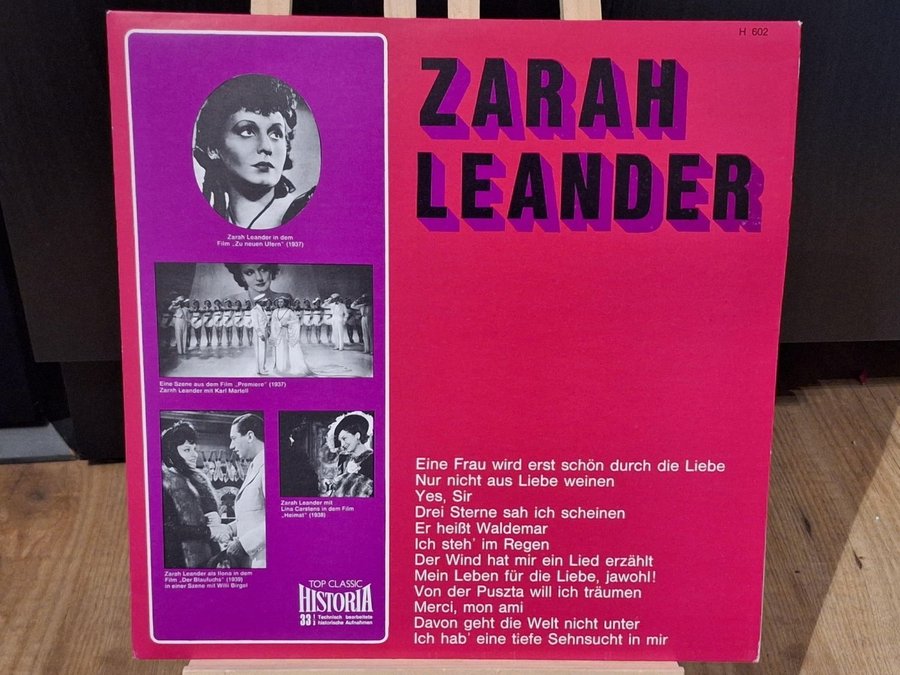 H 602
ZARAH
LEANDER
Zarah Leander in dem
Film „Zu neuen Ufern" (1937)
Eine Szene aus dem Film „Premiere" (1937)
Zarah Leander mit Karl Martell
Zarah Leander mit
Lina Carstens in dem Film
„Heimat" (1938)
Zarah Leander als Ilona in dem
Film „Der Blaufuchs" (1938)
in einer Szene mit Willi Birgel
TOP CLASSIC
HISTORIA
33 1/3 Technisch bearbeitete
historische Aufnahmen
Eine Frau wird erst schön durch die Liebe
Nur nicht aus Liebe weinen
Yes, Sir
Drei Sterne sah ich scheinen
Er heißt Waldemar
Ich steh' im Regen
Der Wind hat mir ein Lied erzählt
Mein Leben für die Liebe, jawohl!
Von der Puszta will ich träumen
Merci, mon ami
Davon geht die Welt nicht unter
Ich hab' eine tiefe Sehnsucht in mir